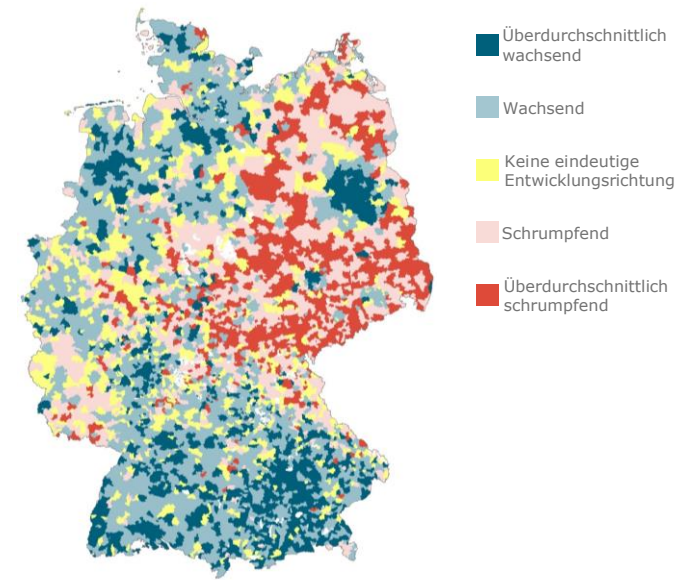 Überdurchschnittlich
wachsend
Wachsend
Keine eindeutige
Entwicklungsrichtung
Schrumpfend
Überdurchschnittlich
schrumpfend